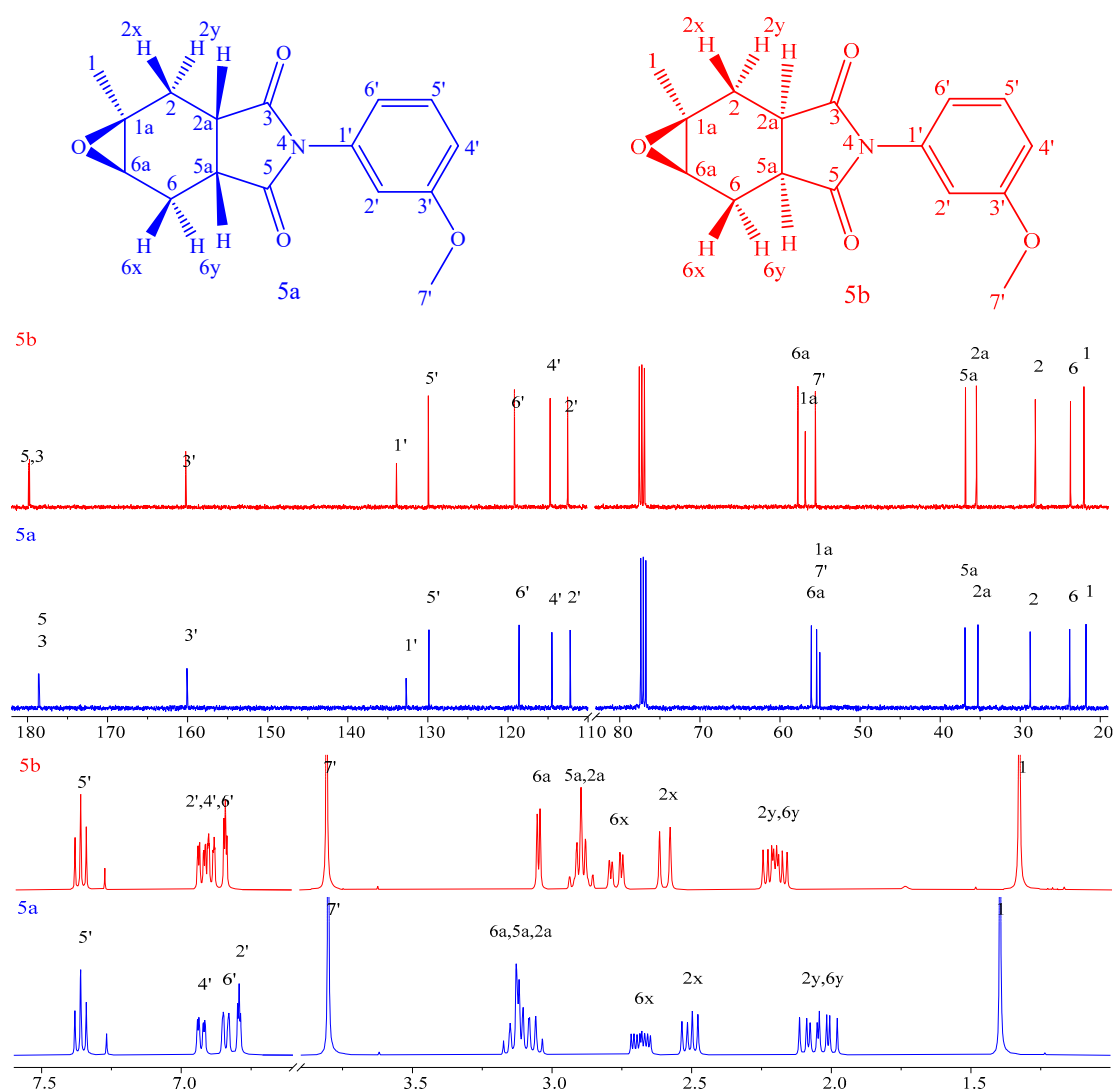 2x 2y
H H H
1
2
1a
2a
O
6a
5a
6
H H H
6x 6y
O
3
4 N
5
O
1'
6'
5'
4'
3'
2'
O
7'
5a
2x 2y
H H H
1
2
1a
2a
O
6a
5a
6
H H H
6x 6y
O
3
4 N
5
O
1'
6'
5'
4'
3'
2'
O
7'
5b
5b
5,3
3'
1'
5'
6'
4'
2'
6a
1a
7'
5a
2a
2
6
1
5a
5
3
3'
1'
5'
6'
4'
2'
1a
7'
6a
5a
2a
2
6
1
180 170 160 150 140 130 120 110 80 70 60 50 40 30 20
5b
5'
2',4',6'
7'
6a
5a,2a
6x
2x
2y,6y
1
5a
5'
4'
6'
2'
7'
6a,5a,2a
6x
2x
2y,6y
1
7.5 7.0 3.5 3.0 2.5 2.0 1.5